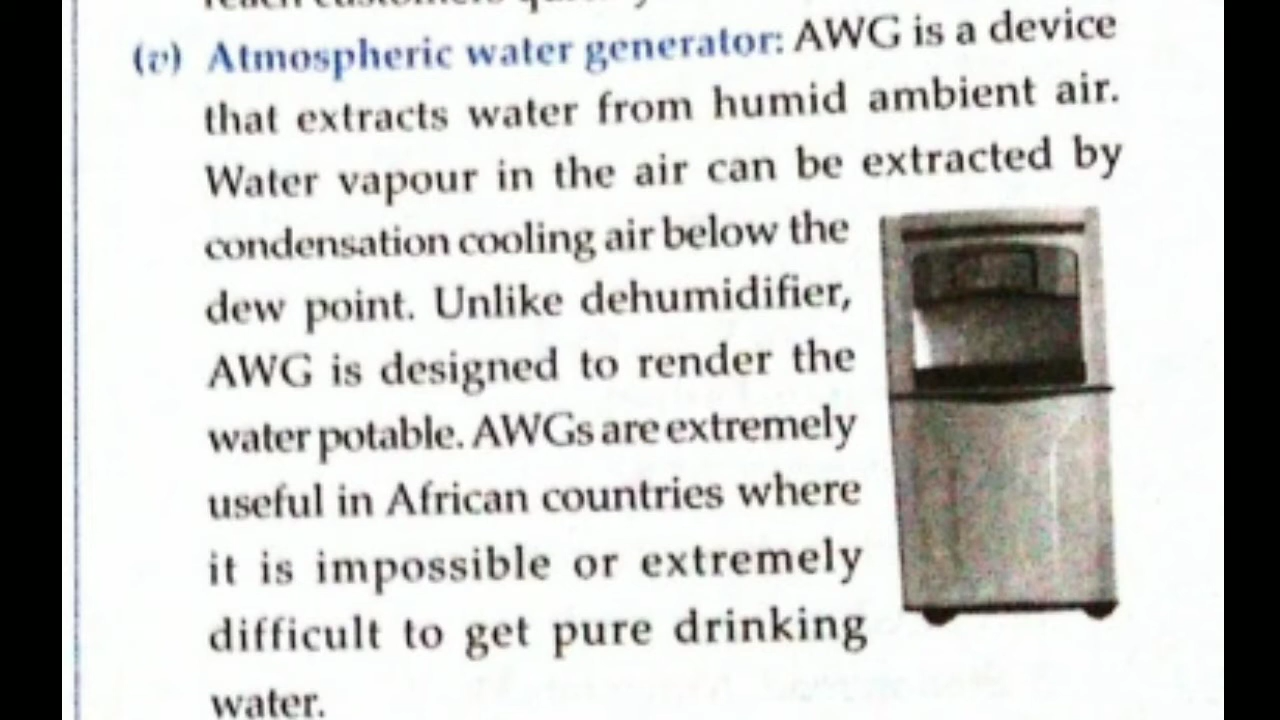 (v) Atmospheric water generator: AWG is a device
that extracts water from humid ambient air.
Water vapour in the air can be extracted by
condensation cooling air below the
dew point. Unlike dehumidifier,
AWG is designed to render the
water potable. AWGs are extremely
useful in African countries where
it is impossible or extremely
difficult to get pure drinking
water.